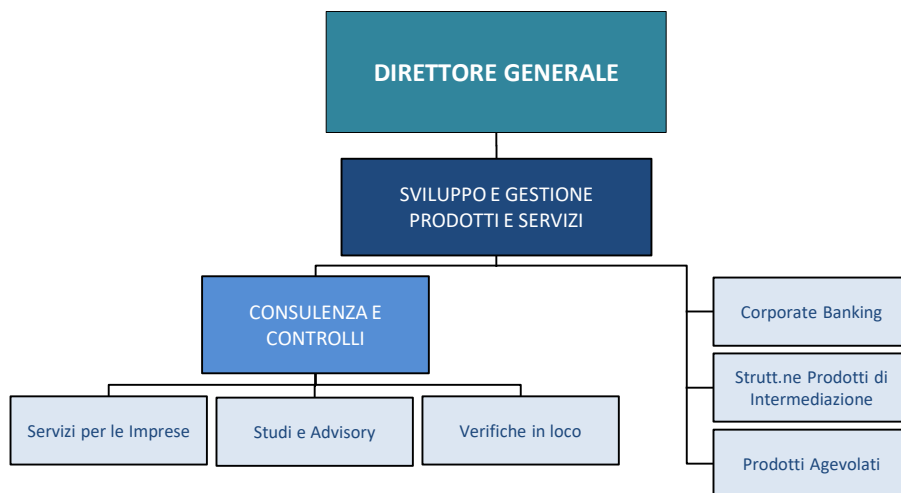 DIRETTORE GENERALE
SVILUPPO E GESTIONE
PRODOTTI E SERVIZI
CONSULENZA E
CONTROLLI
Servizi per le Imprese
Studi e Advisory
Verifiche in loco
Corporate Banking
Strutt.ne Prodotti di
Intermediazione
Prodotti Agevolati